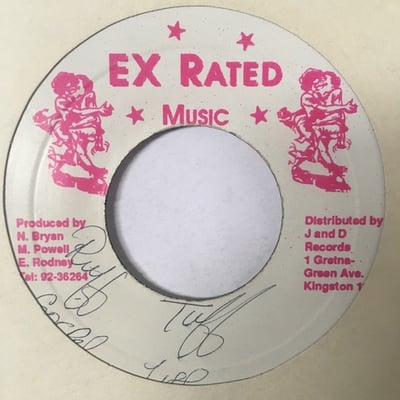 EX RATED
MUSIC
Produced by
N. Bryan
M. Powell
E. Rodney
Tel: 92-36264
Distributed by
J and D
Records
1 Gretna-
Green Ave.
Kingston 11
Ruff
Tuff